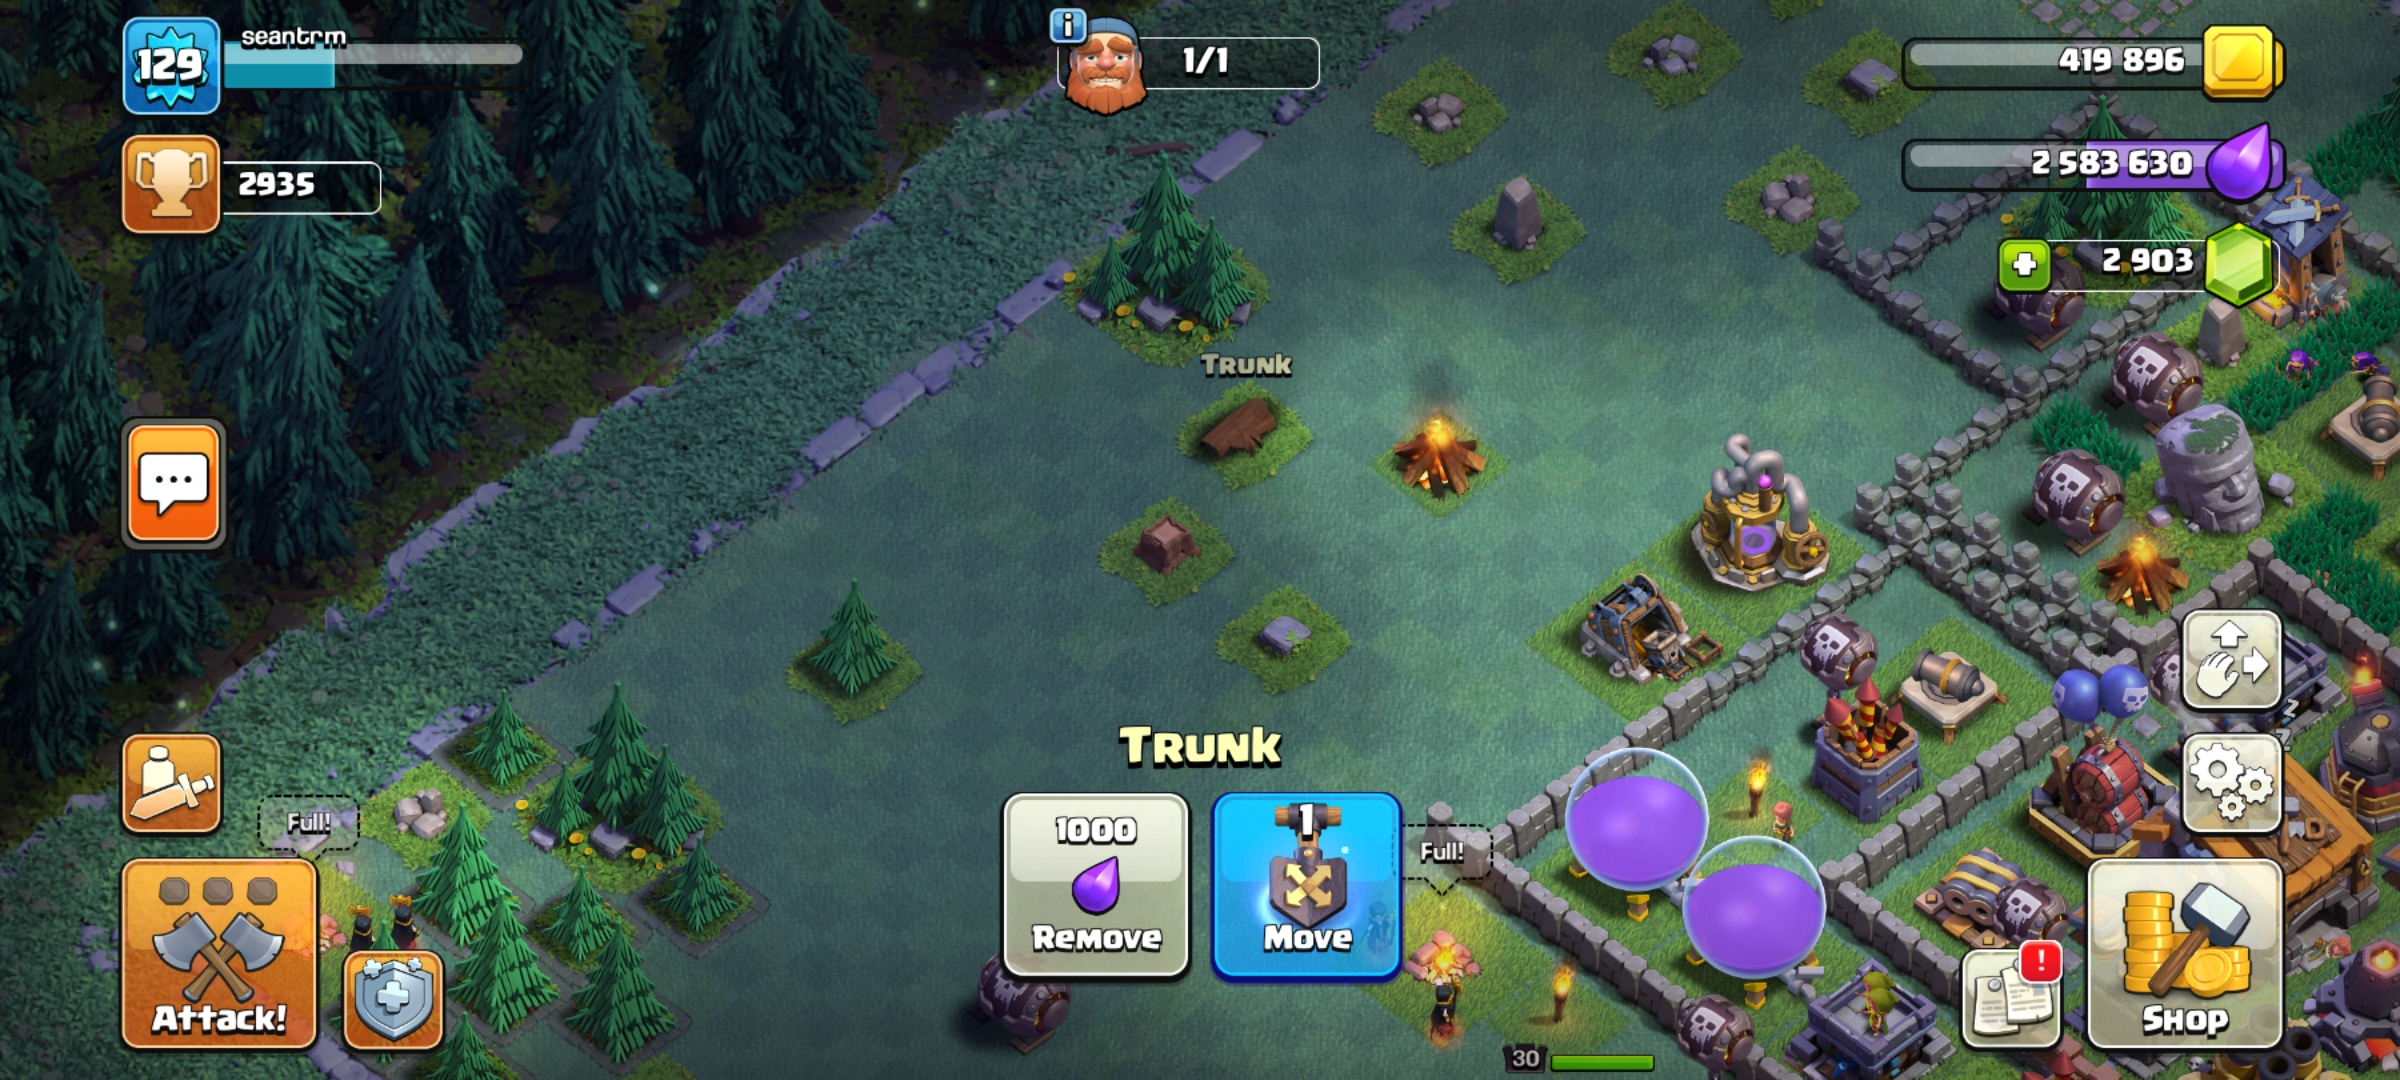 129
seantrm
i
1/1
419 896
2935
2 583 630
2 903
Trunk
Trunk
Full!
1000
Remove
1
Move
Full!
Attack!
!
Shop
30
z
z